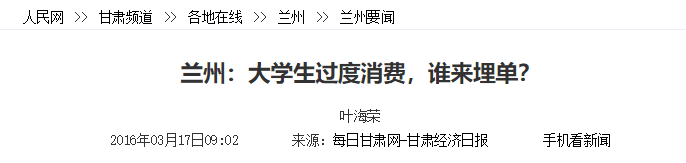 人民网 >> 甘肃频道 >> 各地在线 >> 兰州 >> 兰州要闻
兰州：大学生过度消费，谁来埋单？
叶海荣
2016年03月17日09:02 来源：每日甘肃网-甘肃经济日报 手机看新闻